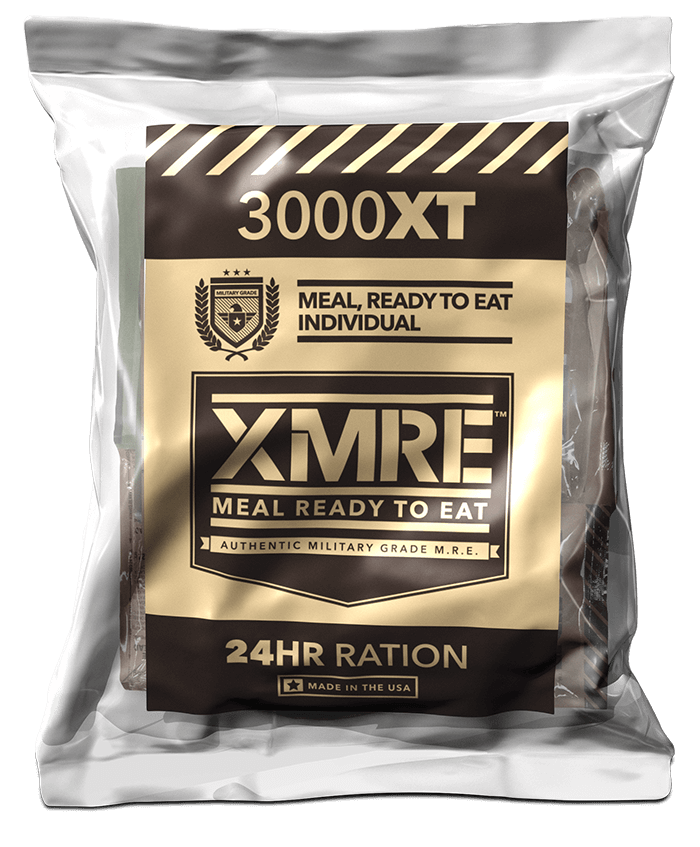 3000XT
MILITARY GRADE
MEAL, READY TO EAT
INDIVIDUAL
XMRE™
MEAL READY TO EAT
AUTHENTIC MILITARY GRADE M.R.E.
24HR RATION
MADE IN THE USA